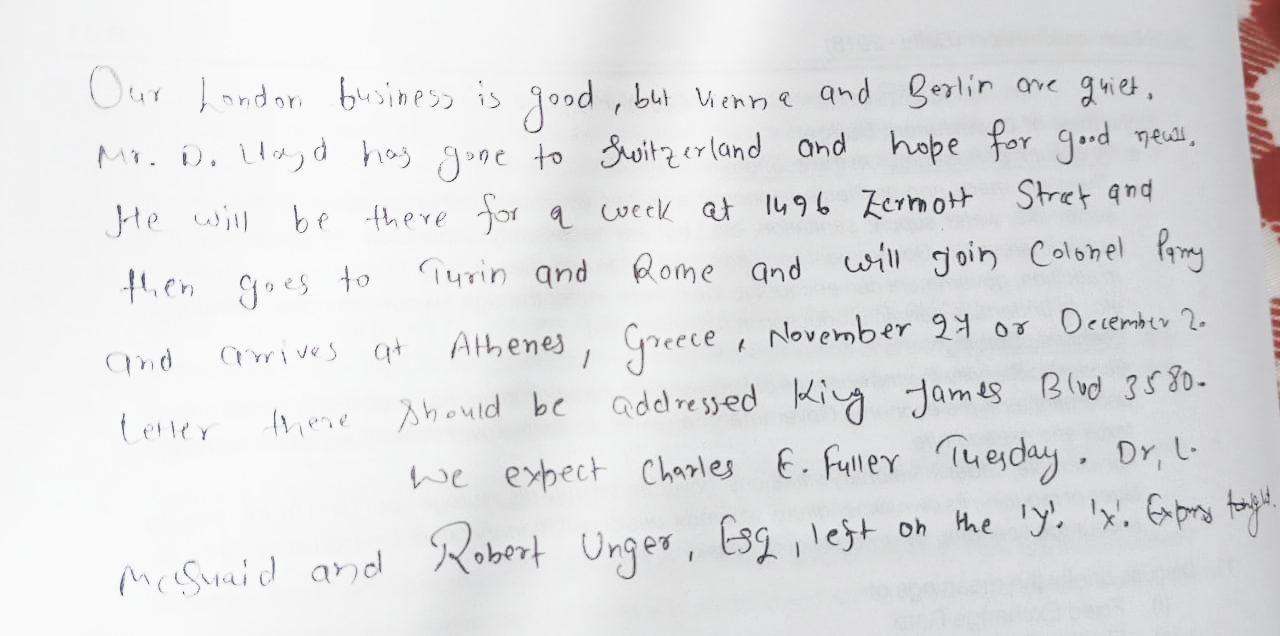 Our London business is good, but Vienna and Berlin are quiet.
Mr. D. Lloyd has gone to Switzerland and hope for good news.
He will be there for a week at 1496 Zermott Street and
then goes to Turin and Rome and will join Colonel Parry
and arrives at Athenes, Greece, November 27 or December 2.
Letter there should be addressed King James Blvd 3580.
We expect Charles E. Fuller Tuesday. Dr, L.
McQuaid and Robert Unger, Esq, left on the 'y'. 'x'. Express tonight.